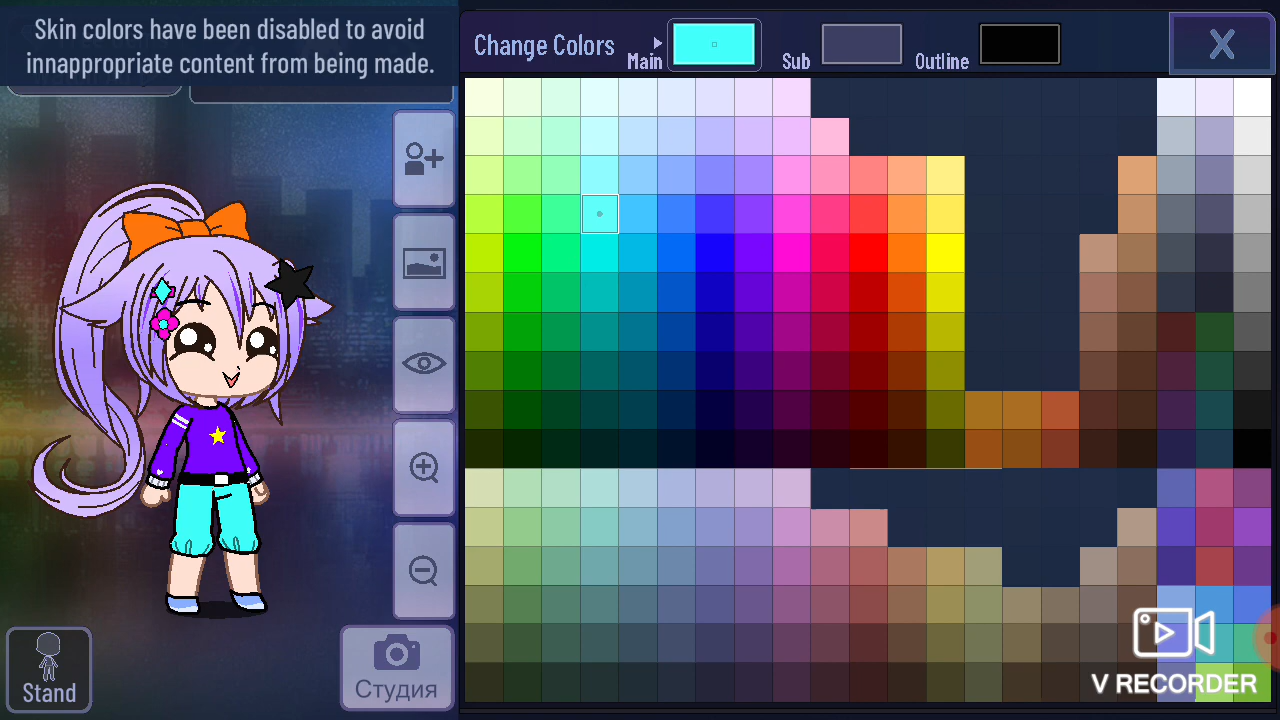 Skin colors have been disabled to avoid
innappropriate content from being made.
Change Colors
Main
Sub
Outline
X
Stand
Студия
V RECORDER